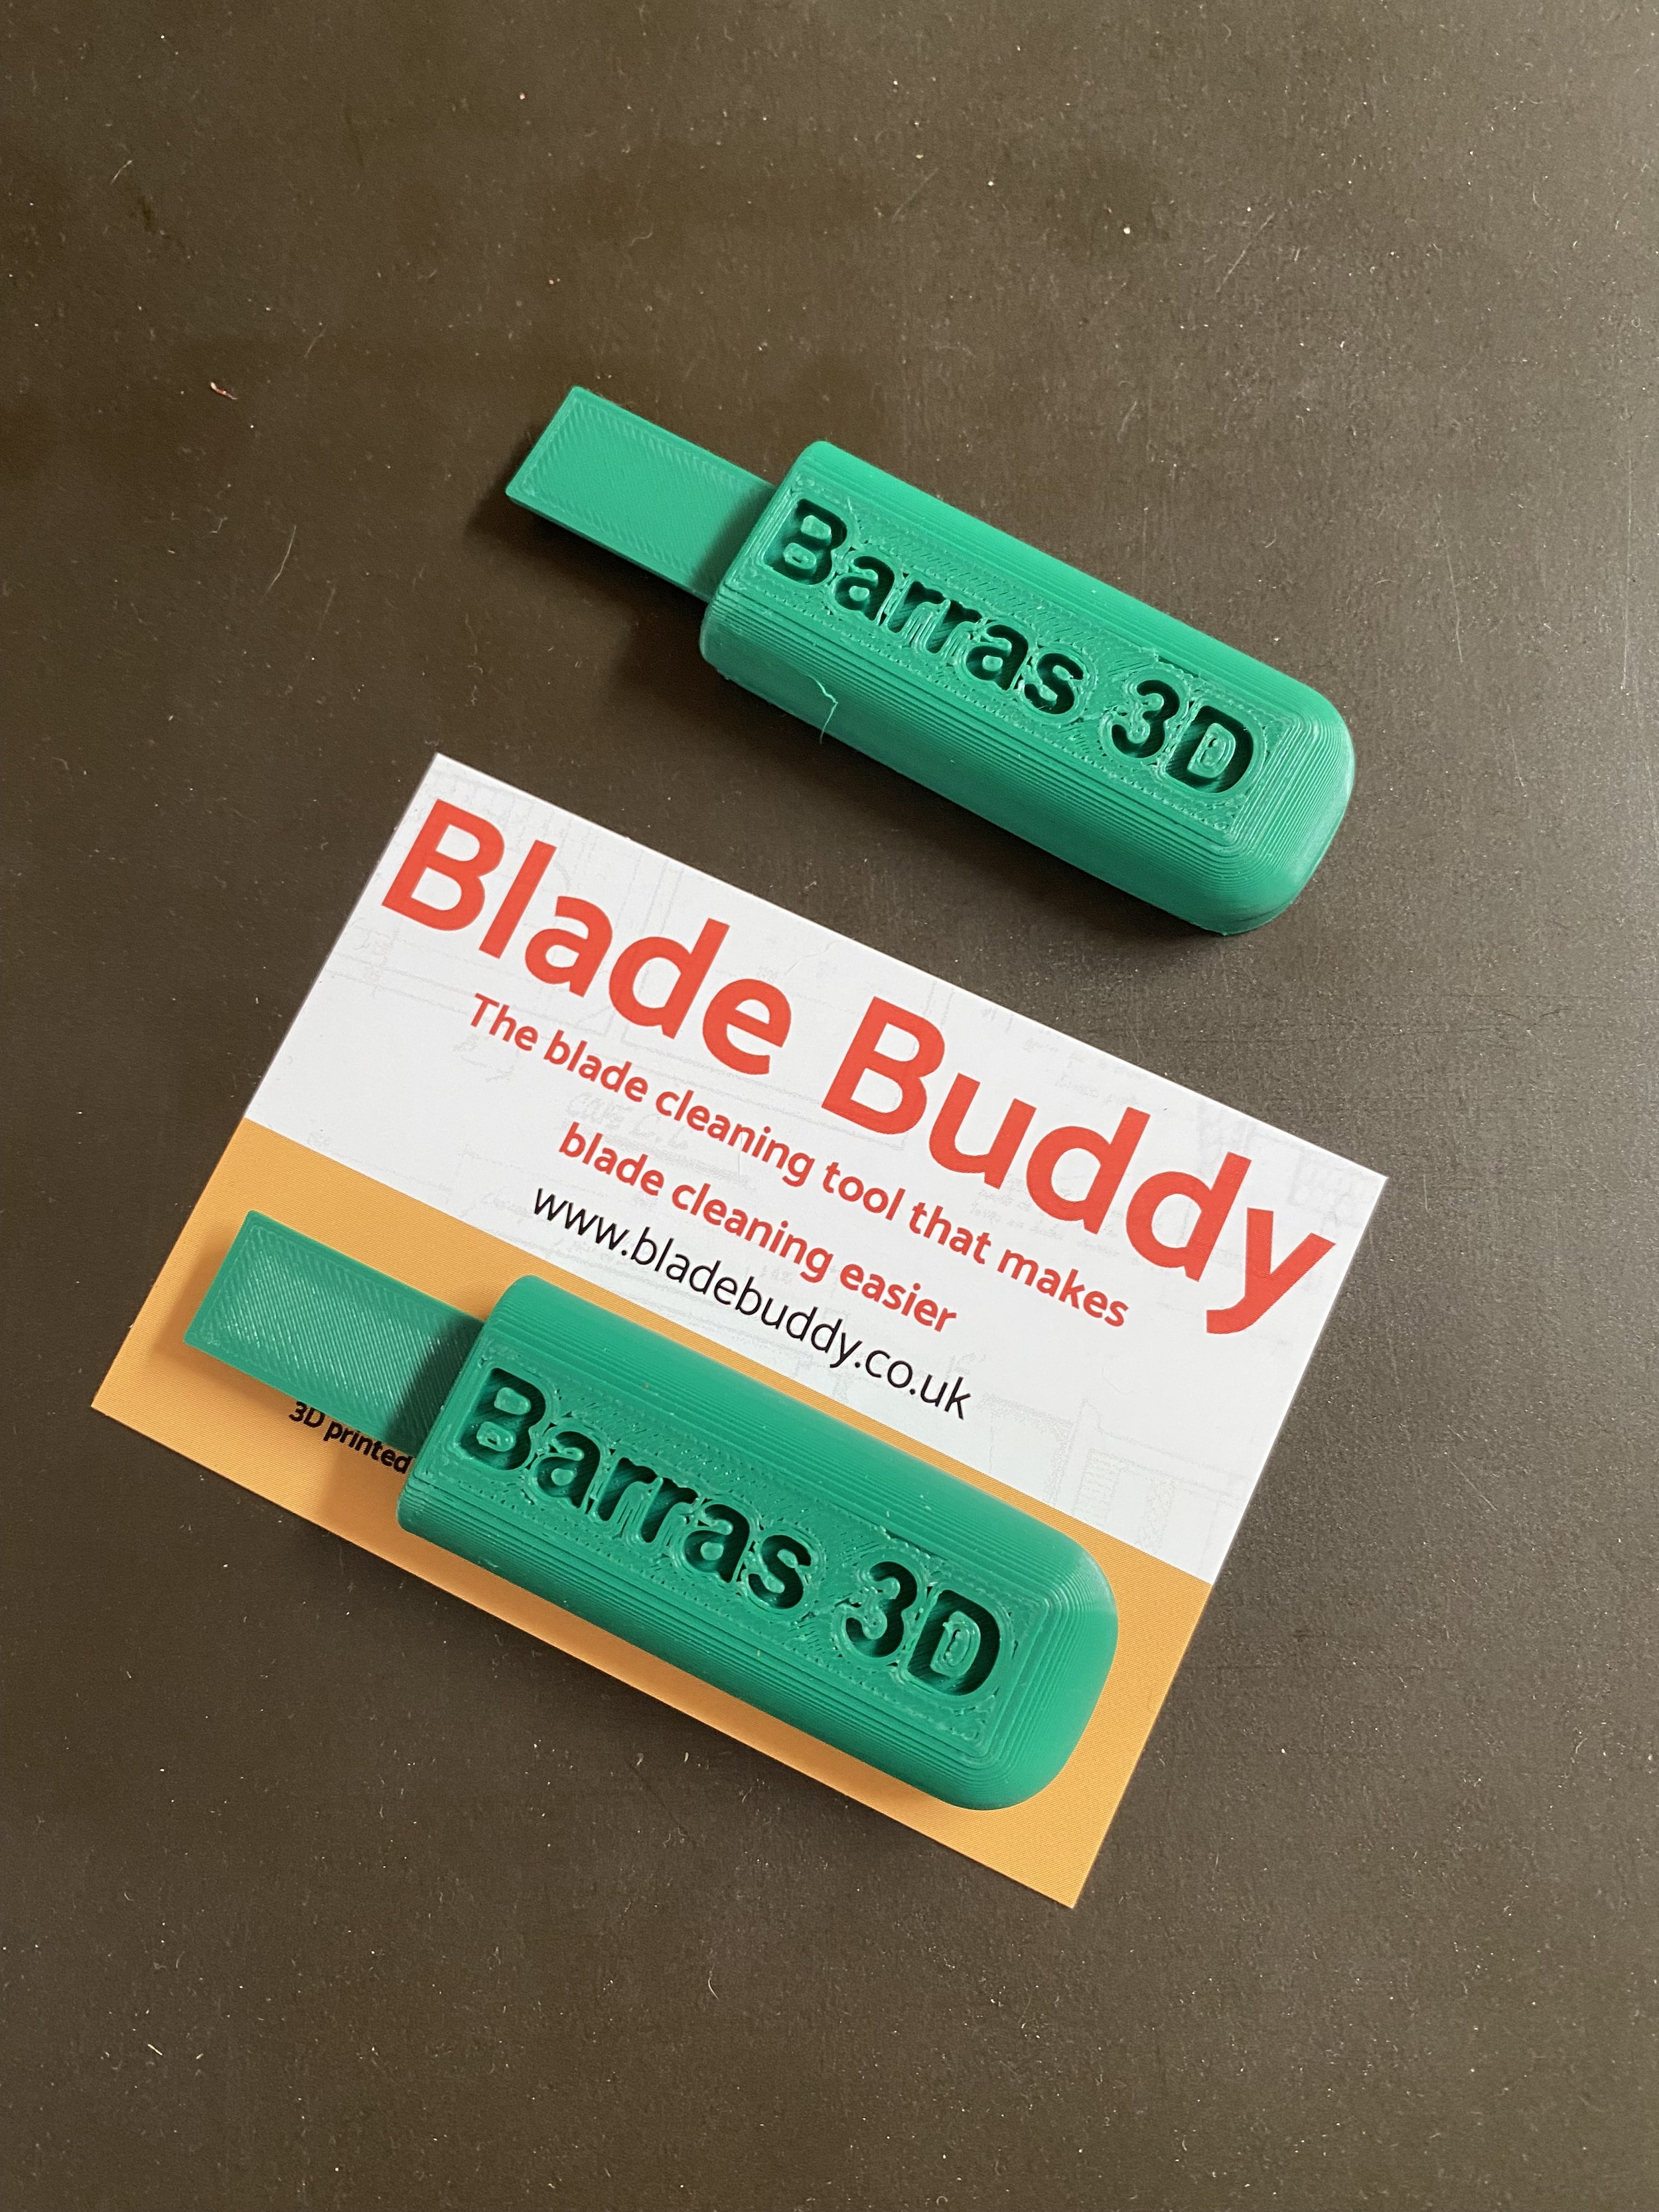 Barras 3D
Blade Buddy
The blade cleaning tool that makes
blade cleaning easier
www.bladebuddy.co.uk
3D printed
Barras 3D